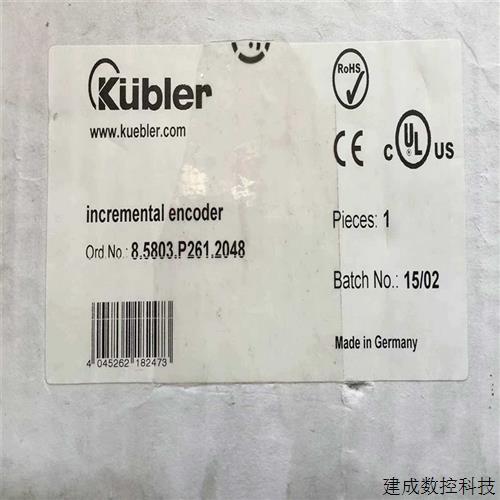 Kübler
www.kuebler.com
RoHS
CE
C UL US
incremental encoder
Ord No.: 8.5803.P261.2048
Pieces: 1
Batch No.: 15/02
4 045262 182473
Made in Germany
建成数控科技